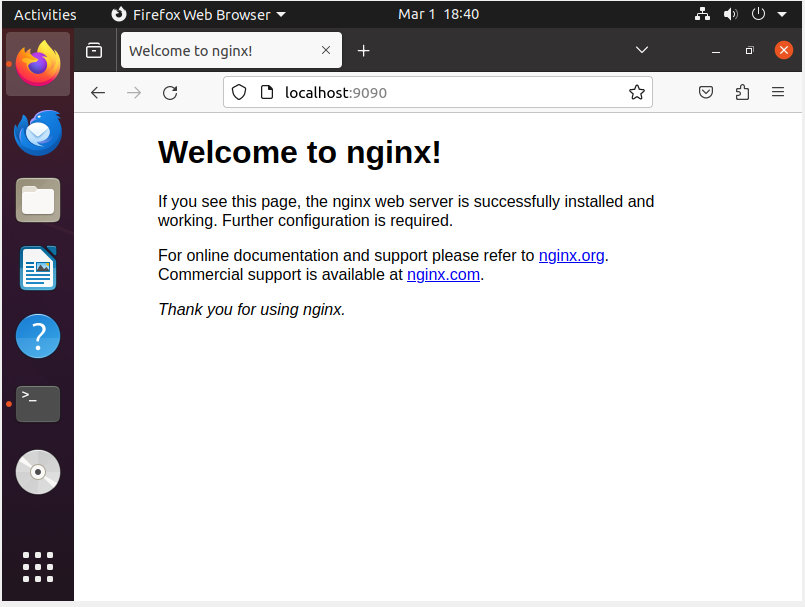 Activities
Firefox Web Browser
Mar 1 18:40
Welcome to nginx!
localhost:9090
Welcome to nginx!
If you see this page, the nginx web server is successfully installed and
working. Further configuration is required.
For online documentation and support please refer to nginx.org.
Commercial support is available at nginx.com.
Thank you for using nginx.
?
>_